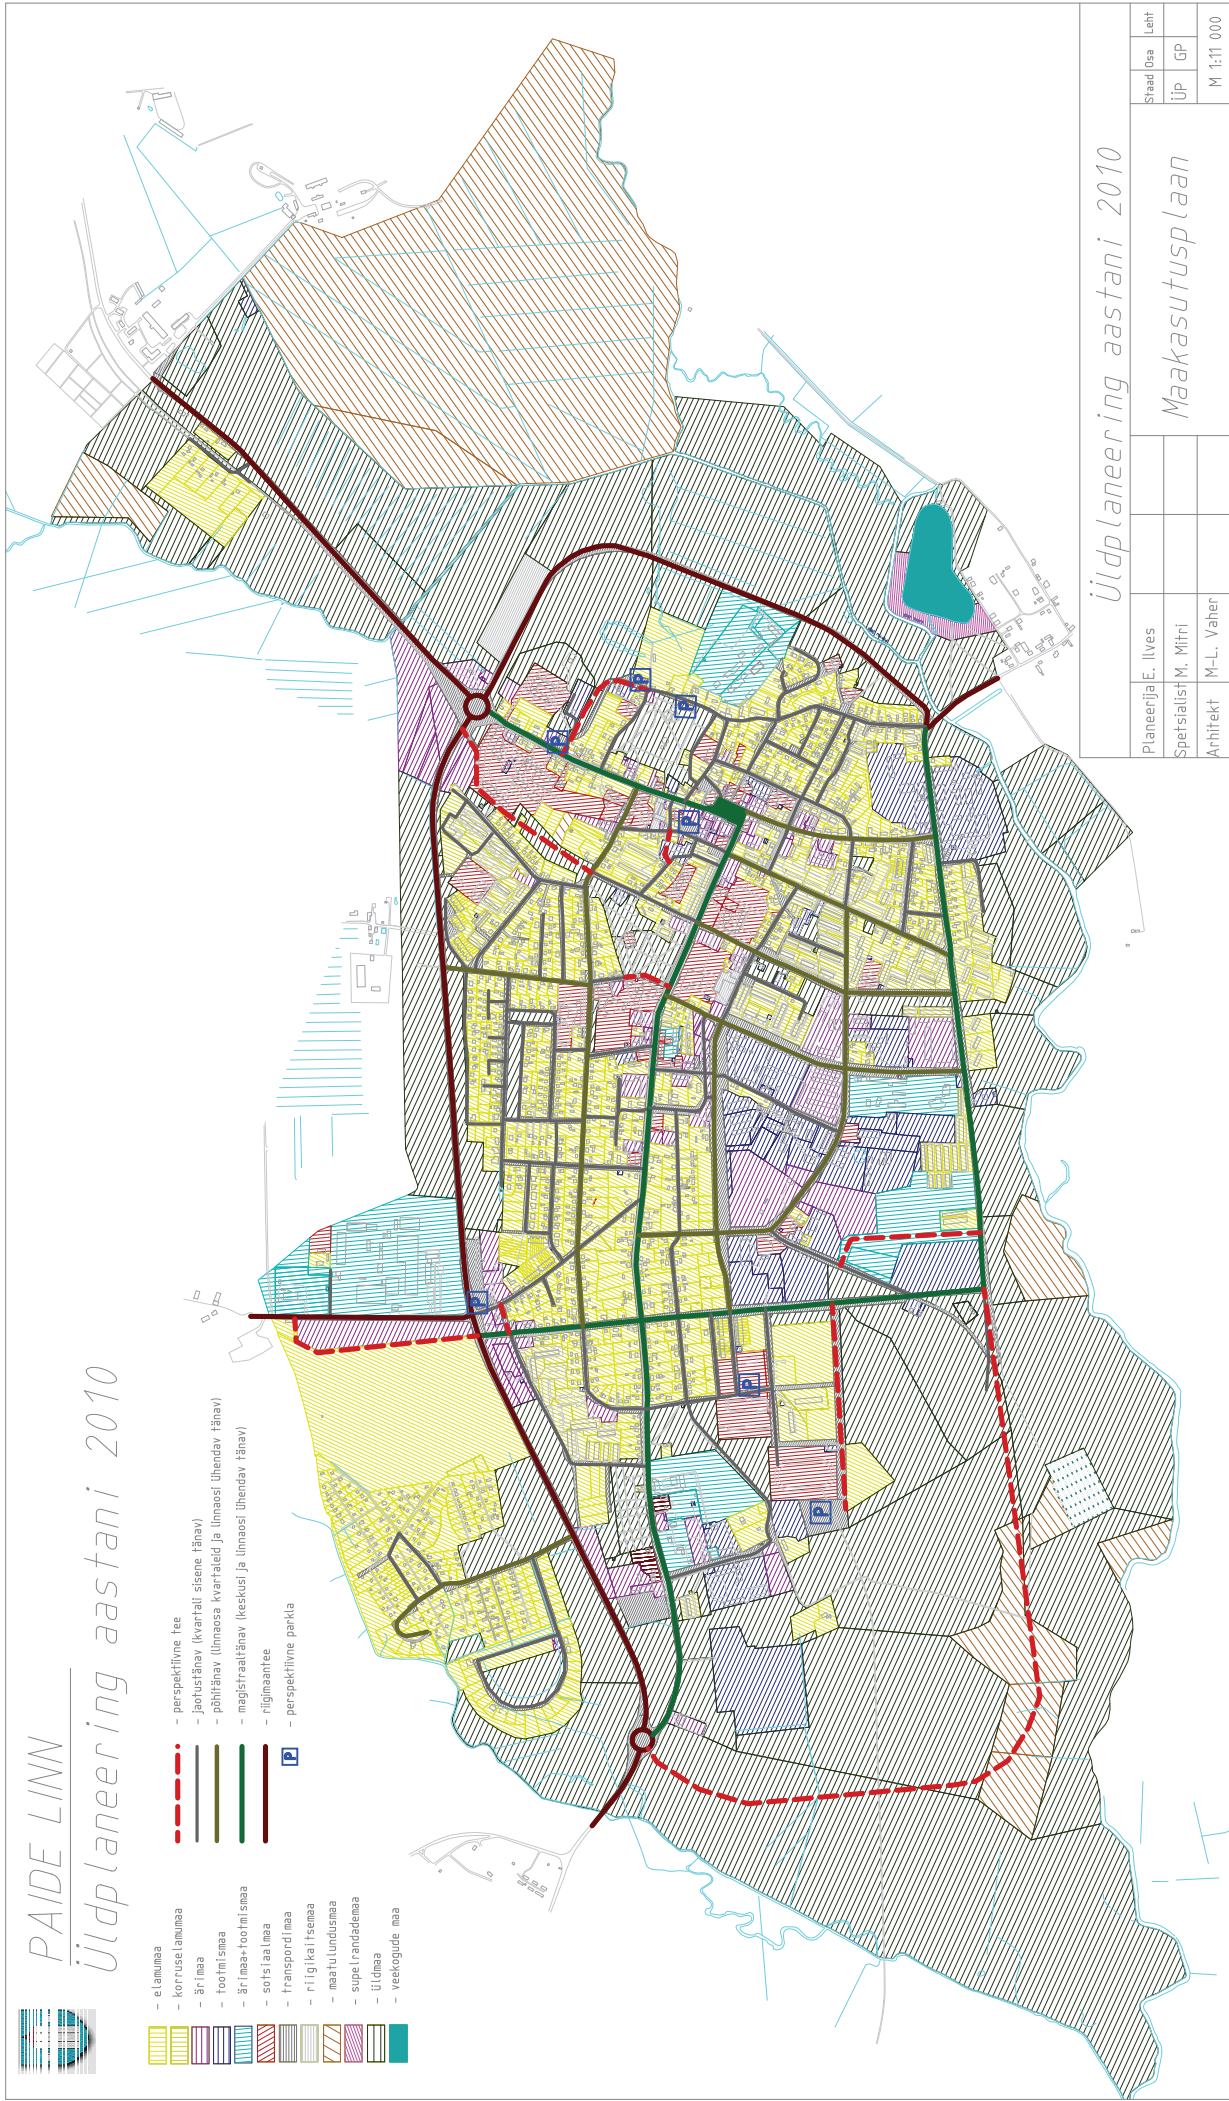 PAIDE LINN
Üldplaneering aastani 2010
- elamumaa
- korruselamumaa
- ärimaa
- tootmismaa
- ärimaa+tootmismaa
- sotsiaalmaa
- transpordimaa
- riigikaitsemaa
- maatulundusmaa
- supelrandademaa
- üldmaa
- veekogude maa
- perspektiivne tee
- jaotustänav (kvartali sisene tänav)
- põhitänav (linnaosa kvartaleid ja linnaosi ühendav tänav)
- magistraaltänav (keskusi ja linnaosi ühendav tänav)
- riigimaantee
P - perspektiivne parkla
P
P
P
P
P
P
P
Üldplaneering aastani 2010
Planeerija E. Ilves
Spetsialist M. Mitri
Arhitekt M-L. Vaher
Maakasutusplaan
Staad Osa Leht
ÜP GP
M 1:11 000